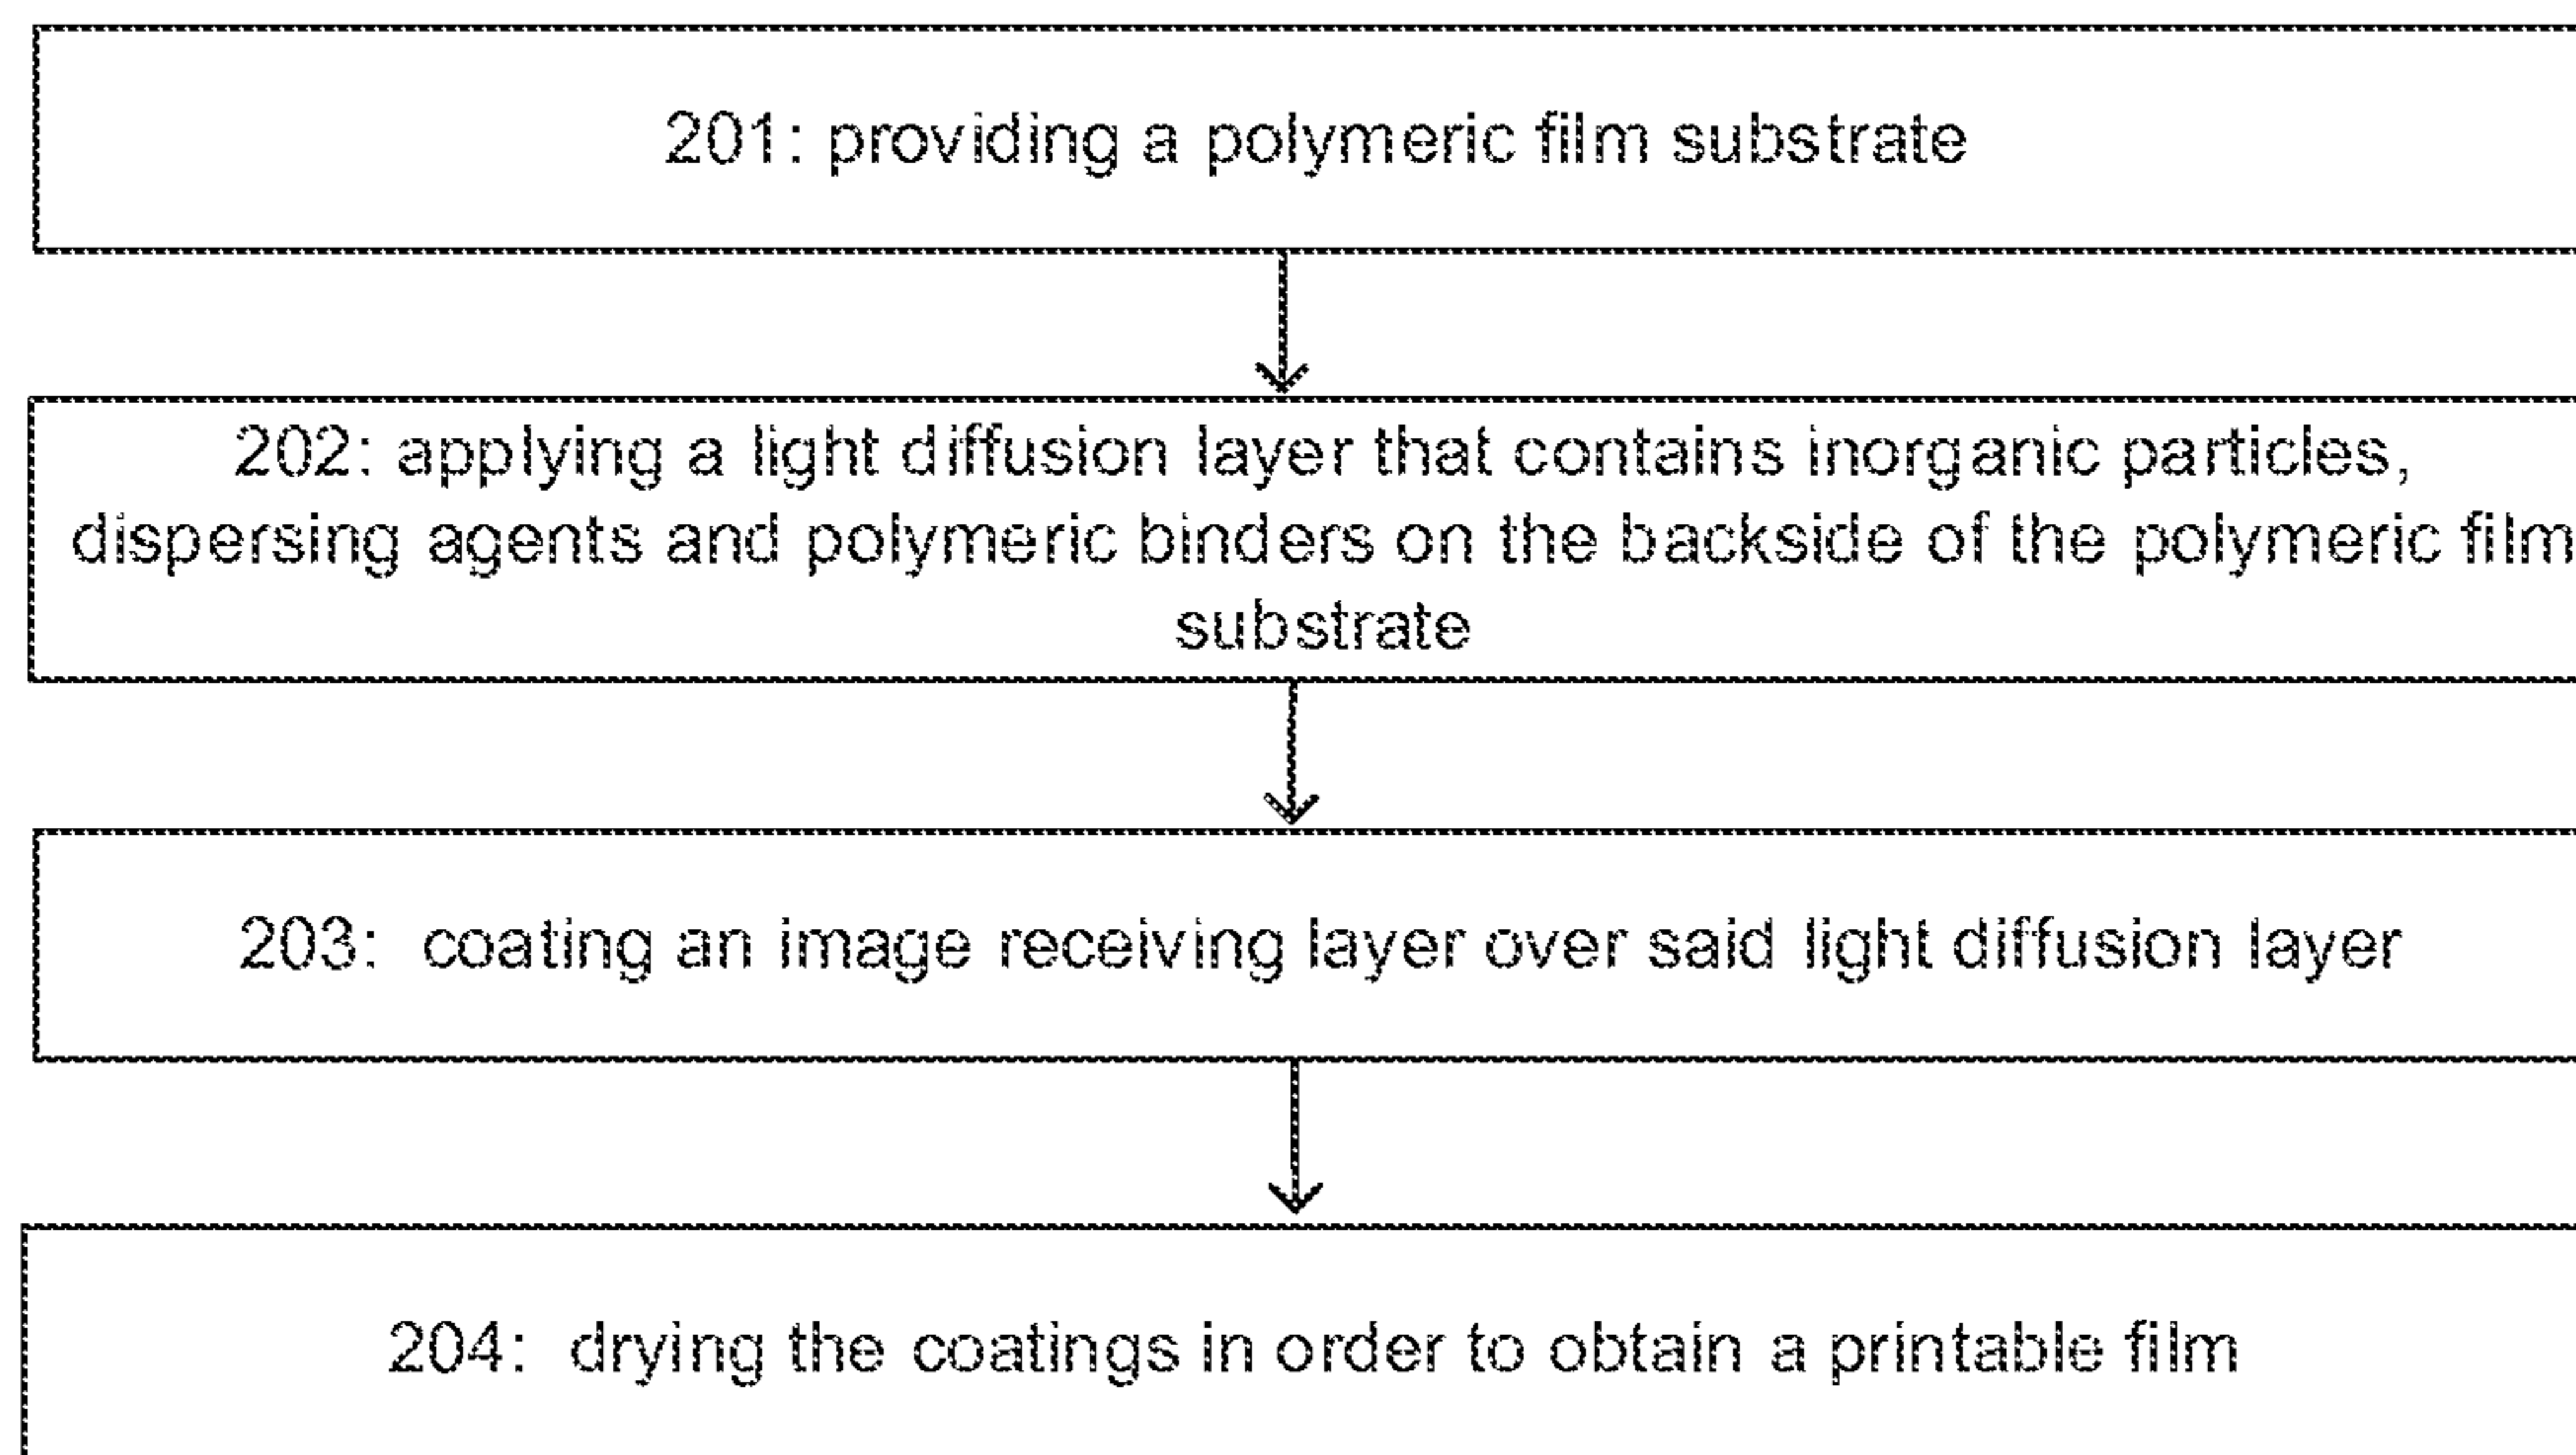 201: providing a polymeric film substrate
202: applying a light diffusion layer that contains inorganic particles,
dispersing agents and polymeric binders on the backside of the polymeric film
substrate
203: coating an image receiving layer over said light diffusion layer
204: drying the coatings in order to obtain a printable film